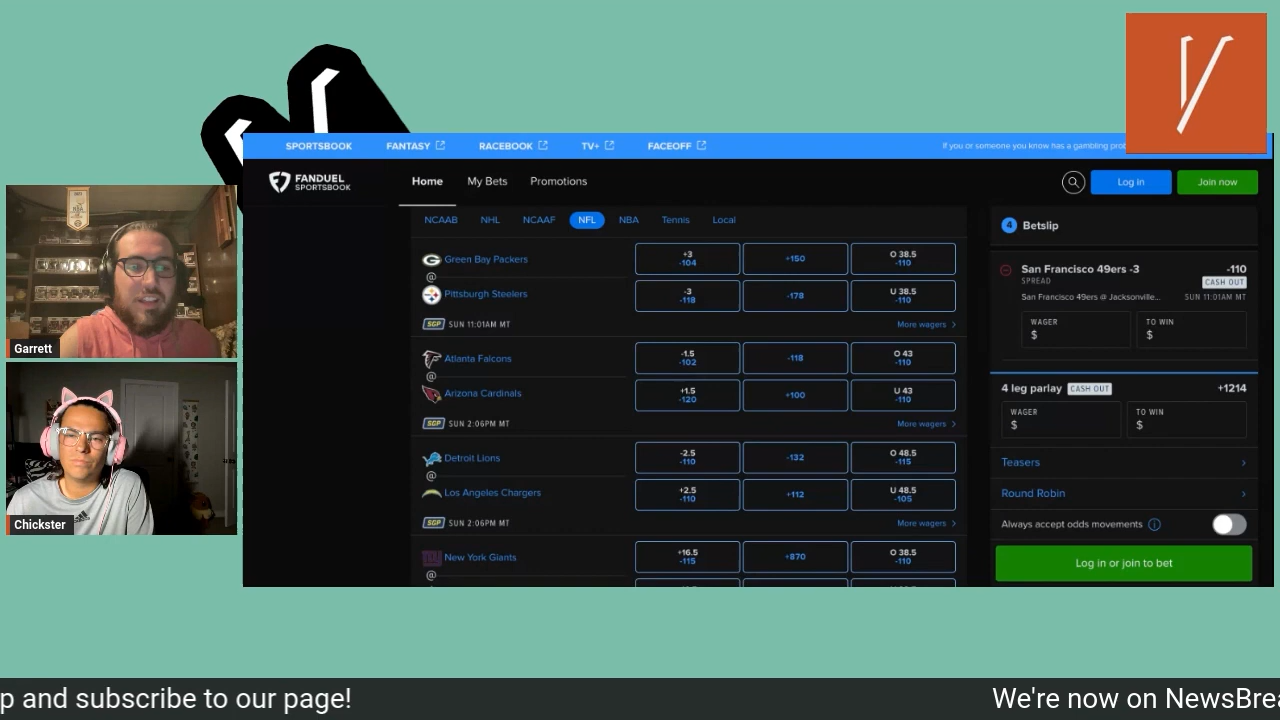 SPORTSBOOK FANTASY RACEBOOK TV+ FACEOFF If you or someone you know has a gambling
FANDUEL
SPORTSBOOK
Home My Bets Promotions
Log in Join now
NCAAB NHL NCAAF NFL NBA Tennis Local
Green Bay Packers
+3
-104
+150
O 38.5
-110
@
Pittsburgh Steelers
-3
-118
-178
U 38.5
-110
SGP SUN 11:01AM MT
More wagers >
Atlanta Falcons
-1.5
-102
-118
O 43
-110
@
Arizona Cardinals
+1.5
-120
+100
U 43
-110
SGP SUN 2:06PM MT
More wagers >
Detroit Lions
-2.5
-110
-132
O 48.5
-115
@
Los Angeles Chargers
+2.5
-110
+112
U 48.5
-105
SGP SUN 2:06PM MT
More wagers >
New York Giants
+16.5
-115
+870
O 38.5
-110
@
4 Betslip
San Francisco 49ers -3 -110
SPREAD CASH OUT
San Francisco 49ers @ Jacksonville... SUN 11:01AM MT
WAGER
$
TO WIN
$
4 leg parlay CASH OUT +1214
WAGER
$
TO WIN
$
Teasers >
Round Robin >
Always accept odds movements
Log in or join to bet
Garrett
Chickster
p and subscribe to our page! We're now on NewsBrea